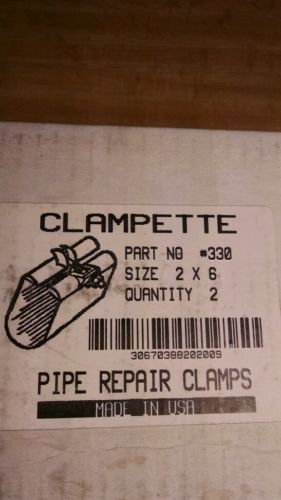 CLAMPETTE
PART NO #330
SIZE 2 X 6
QUANTITY 2
30670388202009
PIPE REPAIR CLAMPS
MADE IN USA